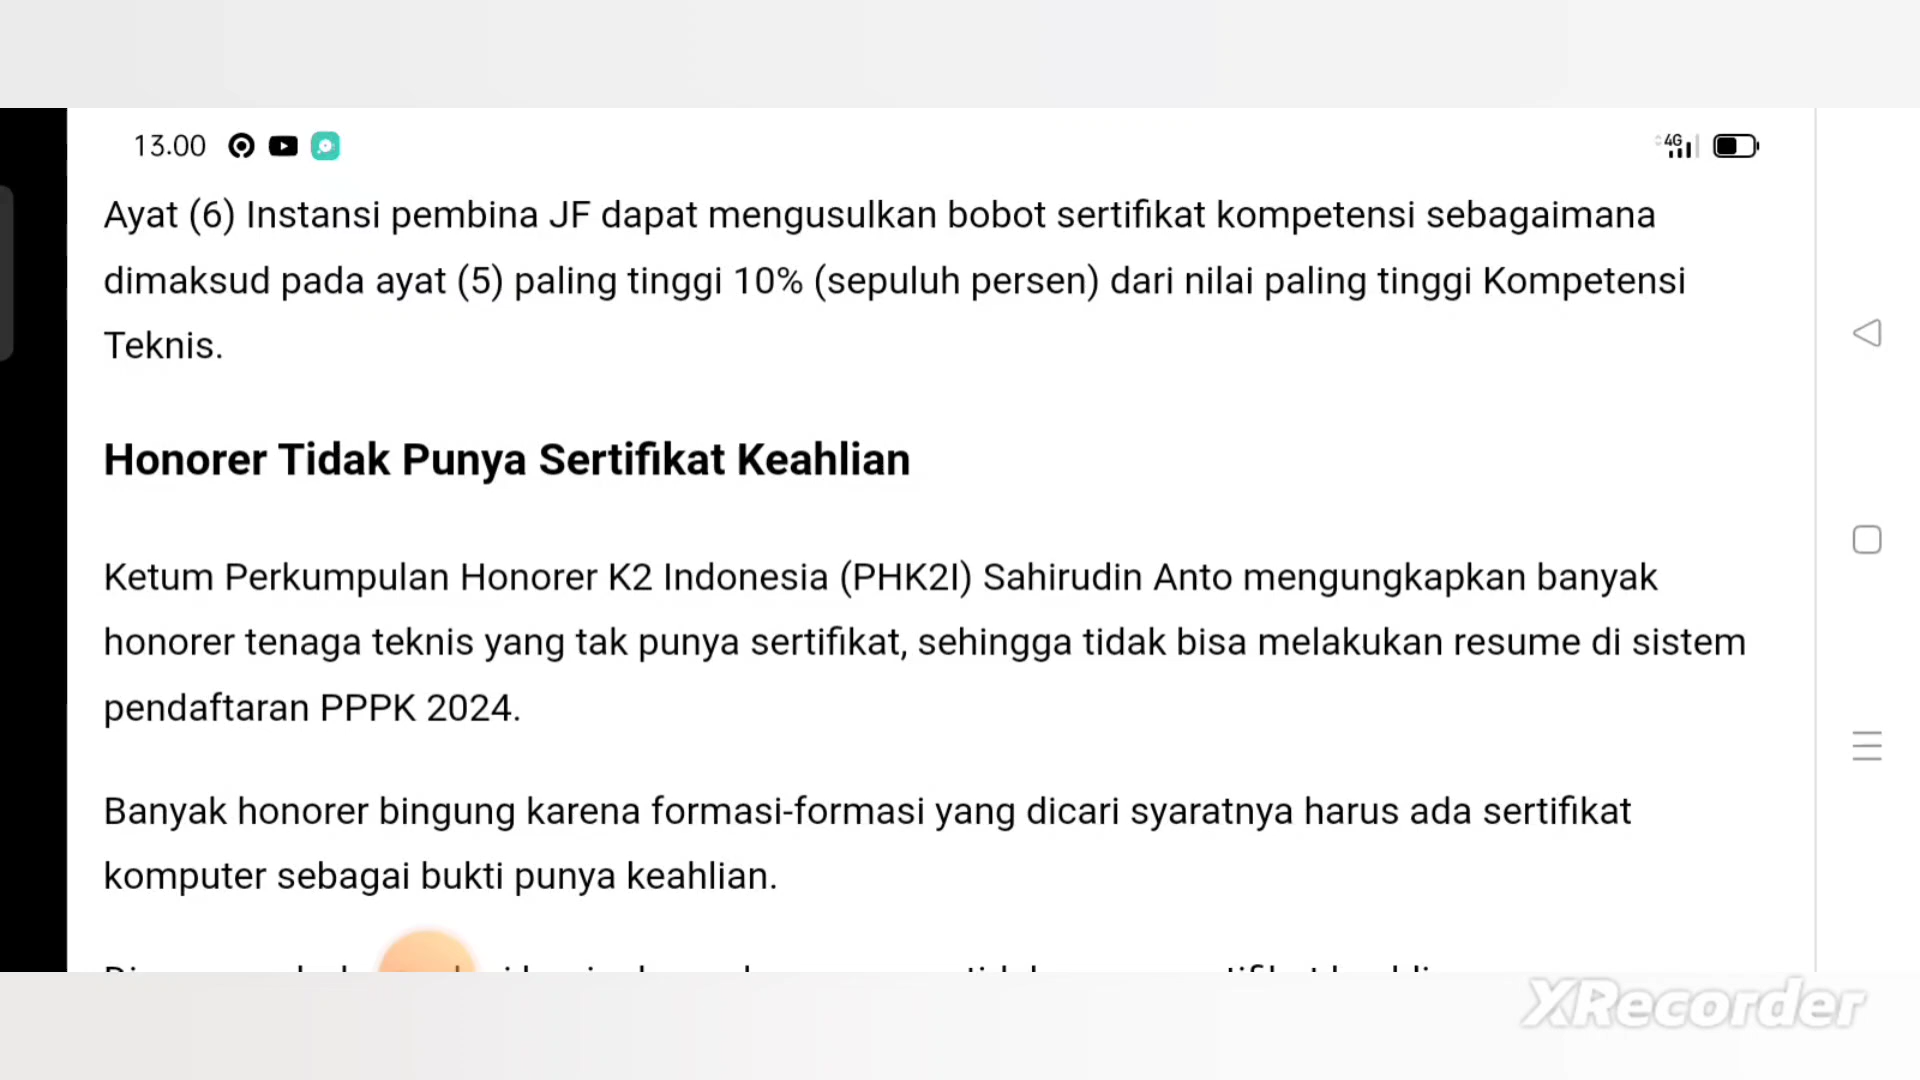 13.00
4G
Ayat (6) Instansi pembina JF dapat mengusulkan bobot sertifikat kompetensi sebagaimana
dimaksud pada ayat (5) paling tinggi 10% (sepuluh persen) dari nilai paling tinggi Kompetensi
Teknis.
Honorer Tidak Punya Sertifikat Keahlian
Ketum Perkumpulan Honorer K2 Indonesia (PHK2I) Sahirudin Anto mengungkapkan banyak
honorer tenaga teknis yang tak punya sertifikat, sehingga tidak bisa melakukan resume di sistem
pendaftaran PPPK 2024.
Banyak honorer bingung karena formasi-formasi yang dicari syaratnya harus ada sertifikat
komputer sebagai bukti punya keahlian.
XRecorder